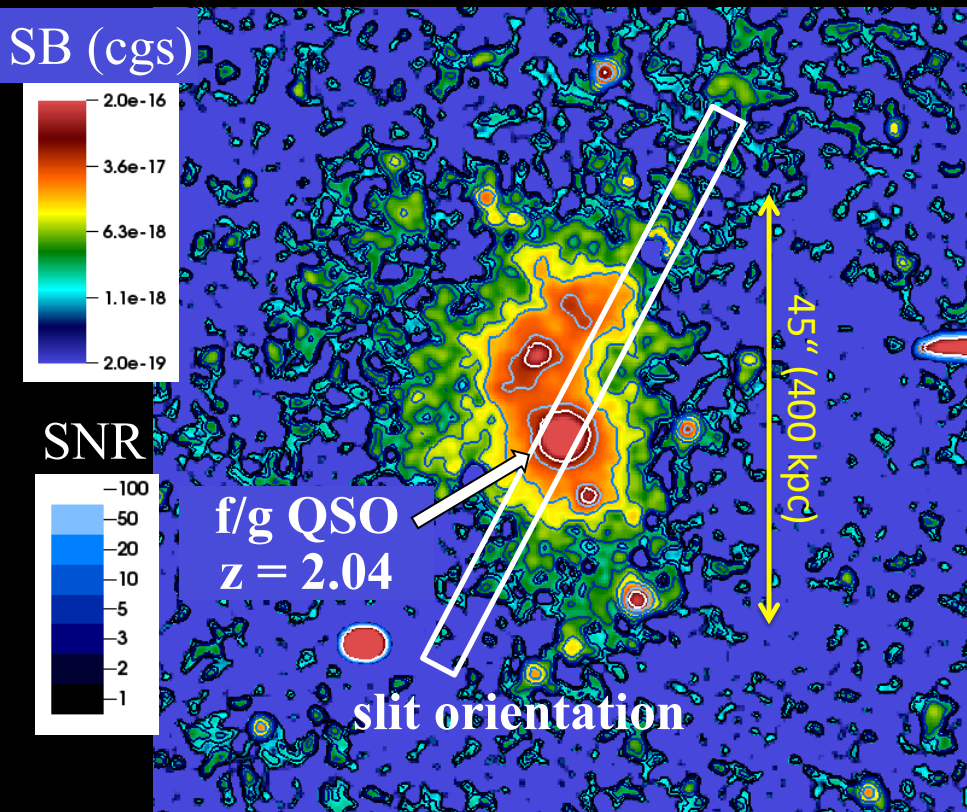 SB (cgs)
2.0e-16
3.6e-17
6.3e-18
1.1e-18
2.0e-19
SNR
100
50
20
10
5
3
2
1
f/g QSO
z = 2.04
45″ (400 kpc)
slit orientation